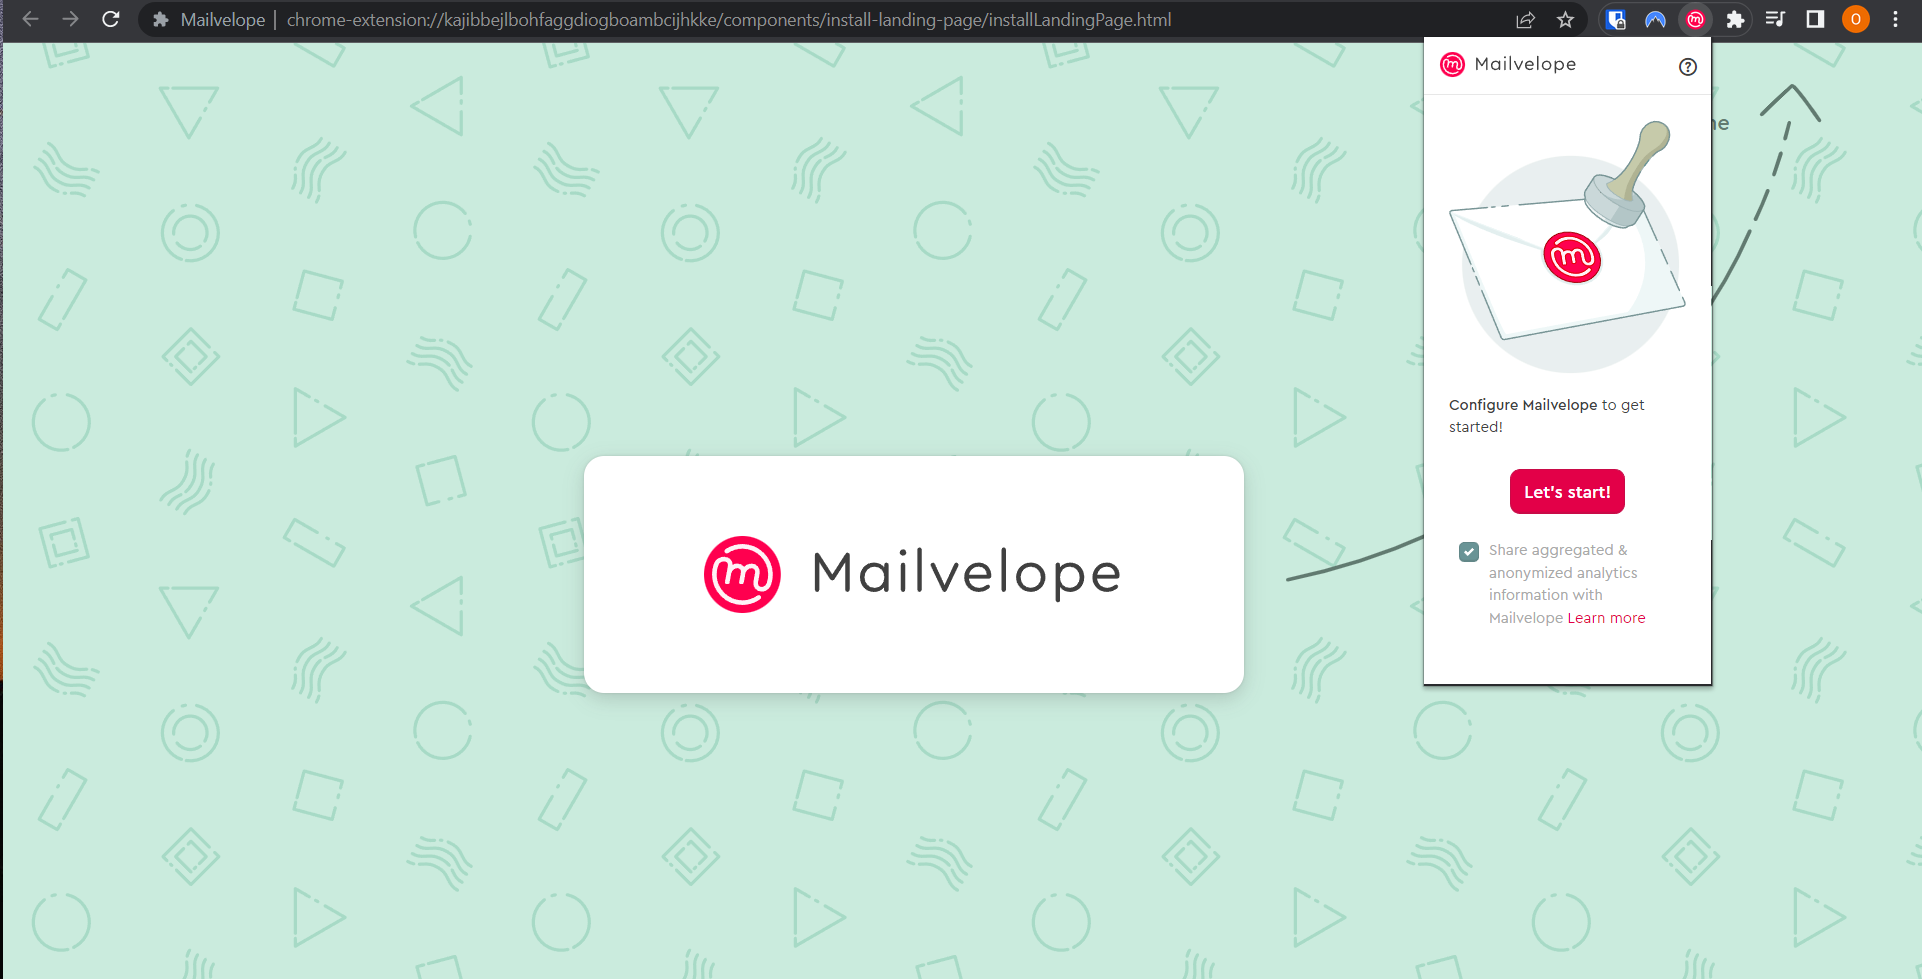 Mailvelope | chrome-extension://kajibbejlbohfaggdiogboambcijhkke/components/install-landing-page/installLandingPage.html
O
Mailvelope
Configure Mailvelope to get
started!
Let's start!
Share aggregated &
anonymized analytics
information with
Mailvelope Learn more
Mailvelope